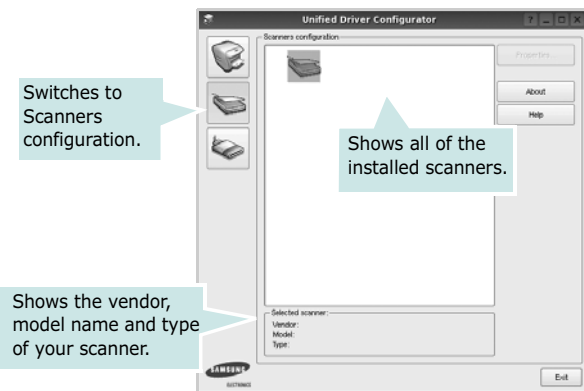 Unified Driver Configurator
Scanners configuration
Properties...
About
Help
Switches to
Scanners
configuration.
Shows all of the
installed scanners.
Shows the vendor,
model name and type
of your scanner.
Selected scanner:
Vendor:
Model:
Type:
SAMSUNG
ELECTRONICS
Exit